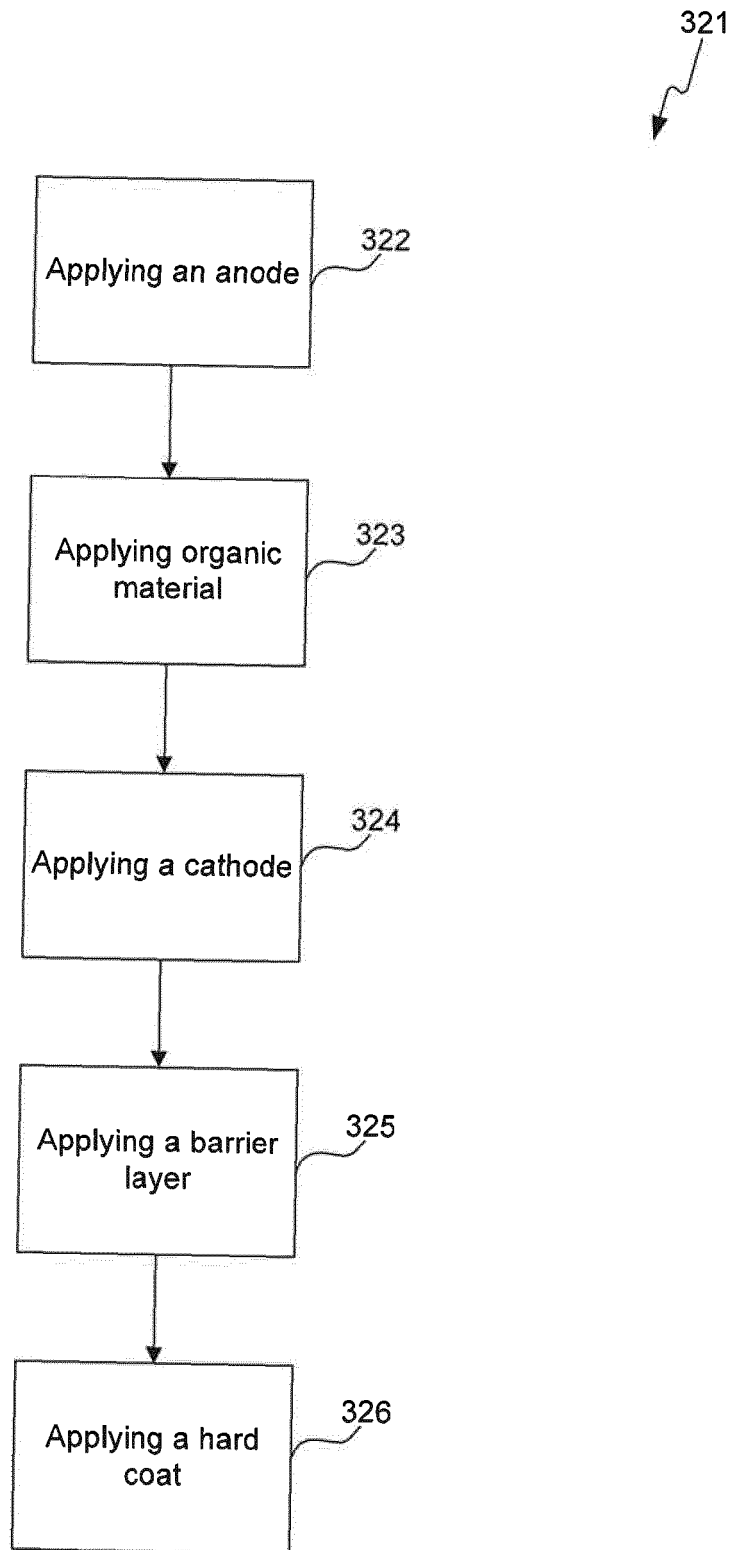 321
Applying an anode
322
Applying organic
material
323
Applying a cathode
324
Applying a barrier
layer
325
Applying a hard
coat
326